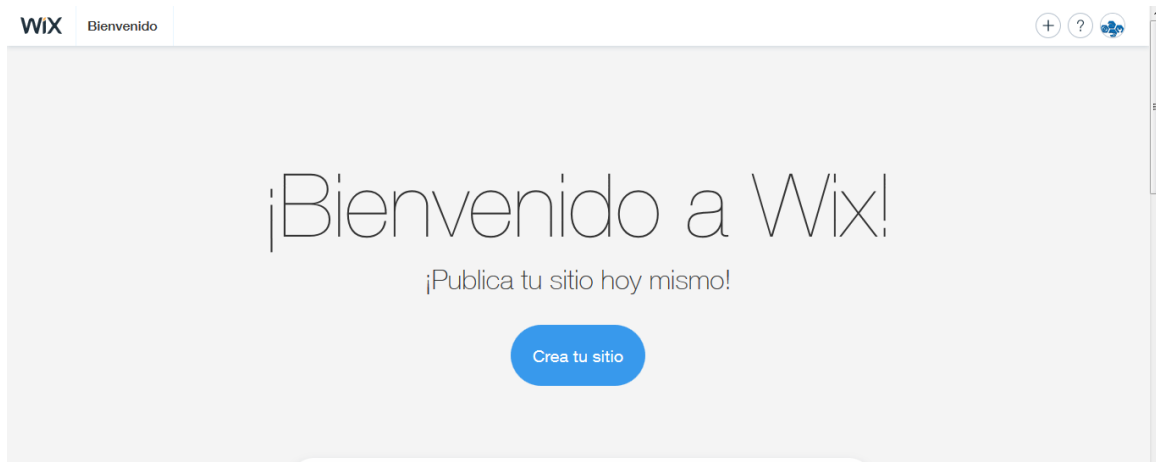 WiX Bienvenido + ?
¡Bienvenido a Wix!
¡Publica tu sitio hoy mismo!
Crea tu sitio